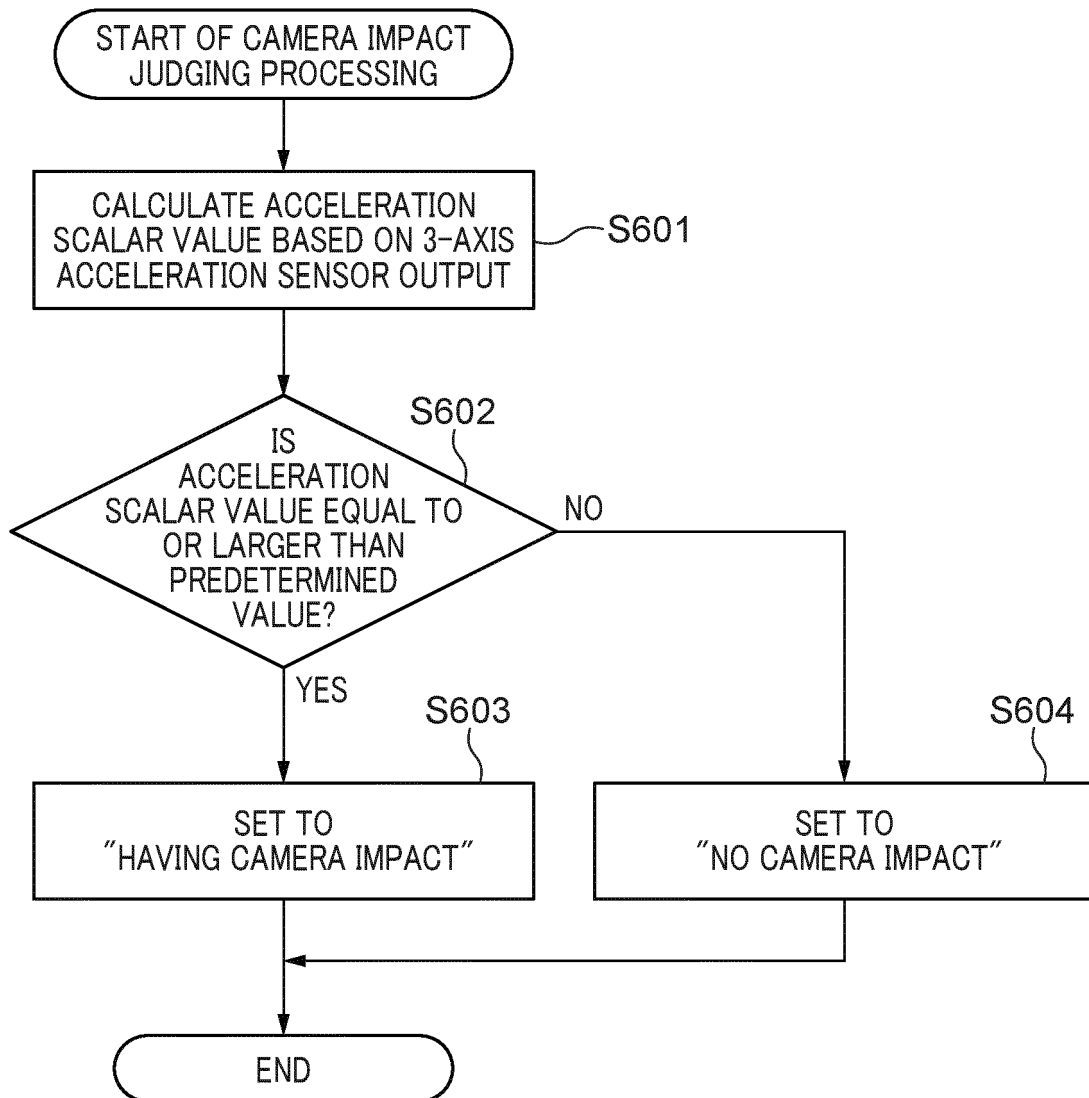 START OF CAMERA IMPACT
JUDGING PROCESSING
CALCULATE ACCELERATION
SCALAR VALUE BASED ON 3-AXIS
ACCELERATION SENSOR OUTPUT
S601
S602
IS
ACCELERATION
SCALAR VALUE EQUAL TO
OR LARGER THAN
PREDETERMINED
VALUE?
NO
YES
S603
SET TO
"HAVING CAMERA IMPACT"
S604
SET TO
"NO CAMERA IMPACT"
END